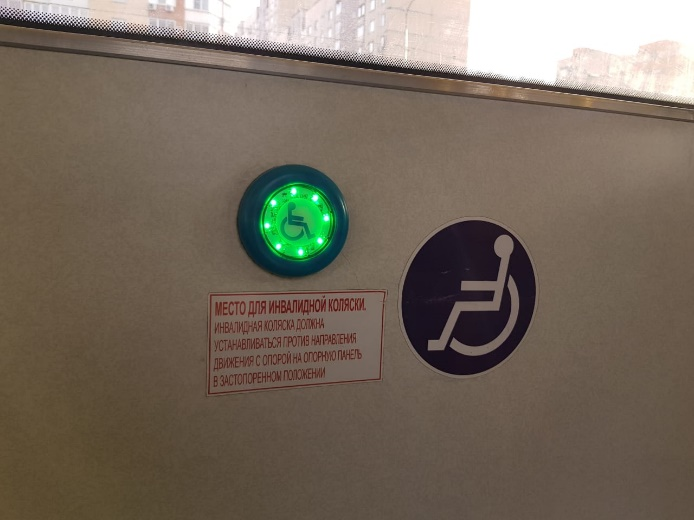 МЕСТО ДЛЯ ИНВАЛИДНОЙ КОЛЯСКИ.
ИНВАЛИДНАЯ КОЛЯСКА ДОЛЖНА
УСТАНАВЛИВАТЬСЯ ПРОТИВ НАПРАВЛЕНИЯ
ДВИЖЕНИЯ С ОПОРОЙ НА ОПОРНУЮ ПАНЕЛЬ
В ЗАСТОПОРЕННОМ ПОЛОЖЕНИИ